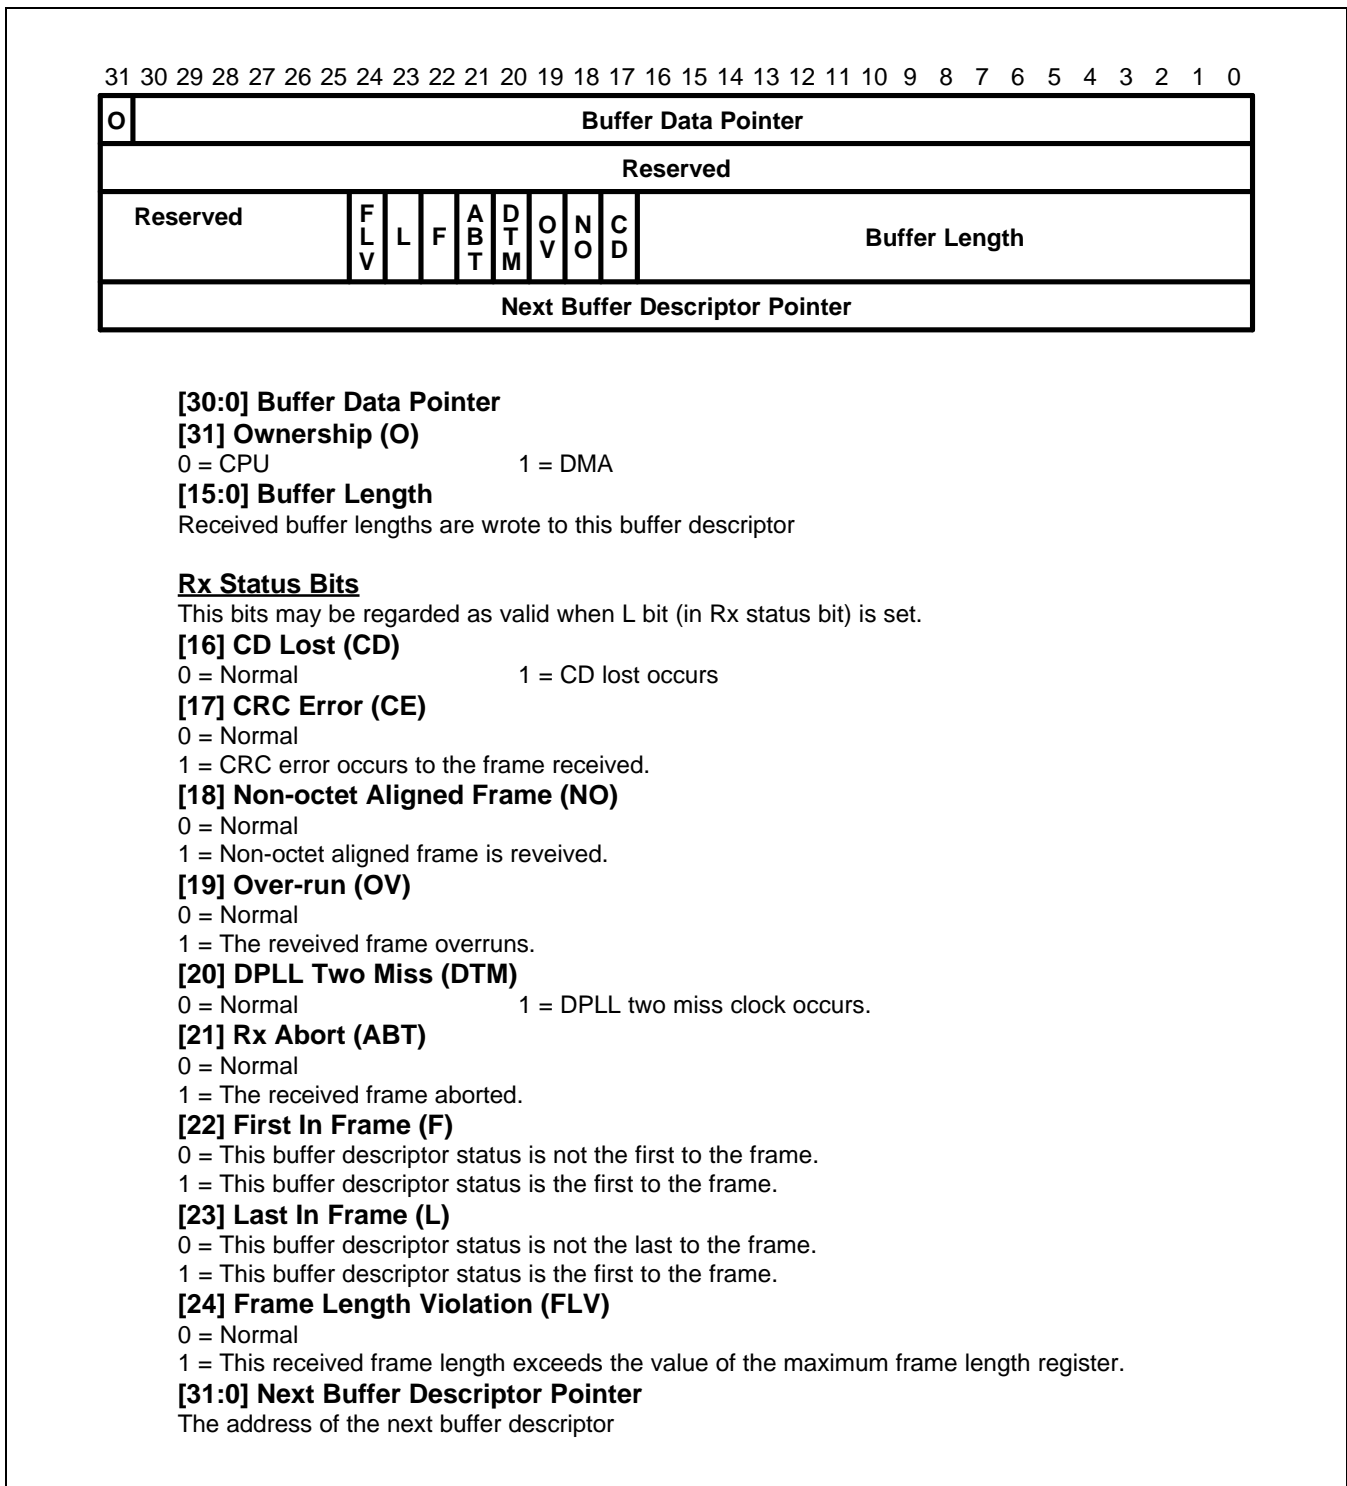 31 30 29 28 27 26 25 24 23 22 21 20 19 18 17 16 15 14 13 12 11 10 9 8 7 6 5 4 3 2 1 0
O Buffer Data Pointer
Reserved
Reserved FLV L F ABT DTM OV NO CD Buffer Length
Next Buffer Descriptor Pointer
[30:0] Buffer Data Pointer
[31] Ownership (O)
0 = CPU 1 = DMA
[15:0] Buffer Length
Received buffer lengths are wrote to this buffer descriptor
Rx Status Bits
This bits may be regarded as valid when L bit (in Rx status bit) is set.
[16] CD Lost (CD)
0 = Normal 1 = CD lost occurs
[17] CRC Error (CE)
0 = Normal
1 = CRC error occurs to the frame received.
[18] Non-octet Aligned Frame (NO)
0 = Normal
1 = Non-octet aligned frame is reveived.
[19] Over-run (OV)
0 = Normal
1 = The reveived frame overruns.
[20] DPLL Two Miss (DTM)
0 = Normal 1 = DPLL two miss clock occurs.
[21] Rx Abort (ABT)
0 = Normal
1 = The received frame aborted.
[22] First In Frame (F)
0 = This buffer descriptor status is not the first to the frame.
1 = This buffer descriptor status is the first to the frame.
[23] Last In Frame (L)
0 = This buffer descriptor status is not the last to the frame.
1 = This buffer descriptor status is the first to the frame.
[24] Frame Length Violation (FLV)
0 = Normal
1 = This received frame length exceeds the value of the maximum frame length register.
[31:0] Next Buffer Descriptor Pointer
The address of the next buffer descriptor